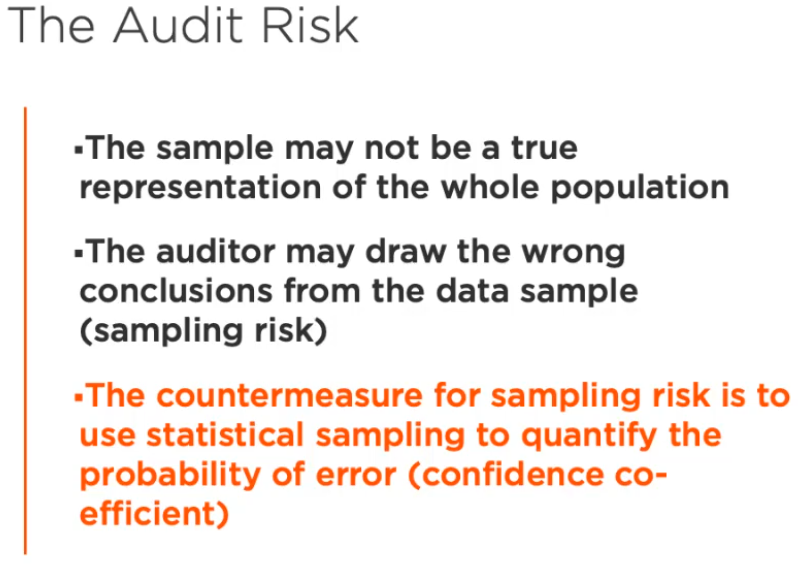 The Audit Risk
▪The sample may not be a true
representation of the whole population
▪The auditor may draw the wrong
conclusions from the data sample
(sampling risk)
▪The countermeasure for sampling risk is to
use statistical sampling to quantify the
probability of error (confidence co-
efficient)